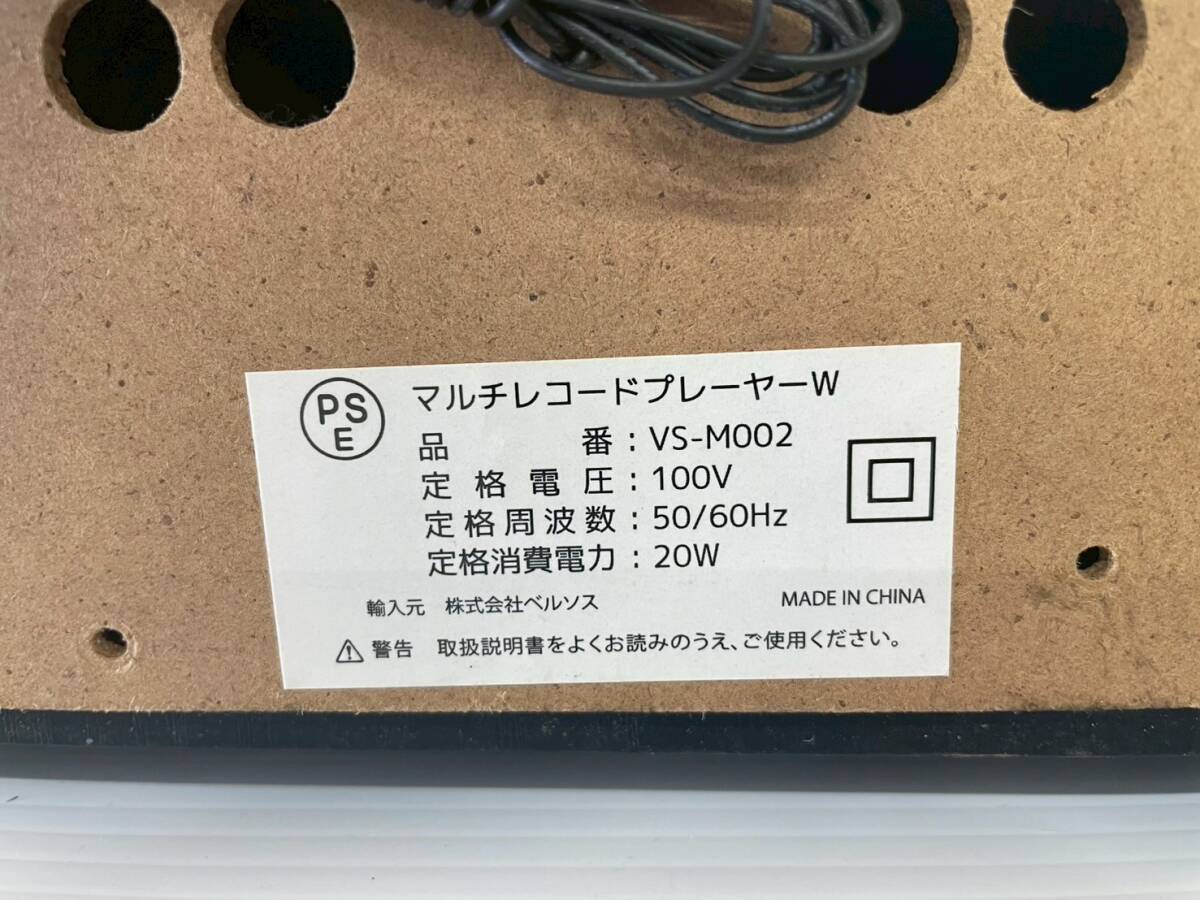 PS
E
マルチレコードプレーヤーW
品番：VS-M002
定格電圧：100V
定格周波数：50/60Hz
定格消費電力：20W
輸入元 株式会社ベルソス MADE IN CHINA
警告 取扱説明書をよくお読みのうえ、ご使用ください。